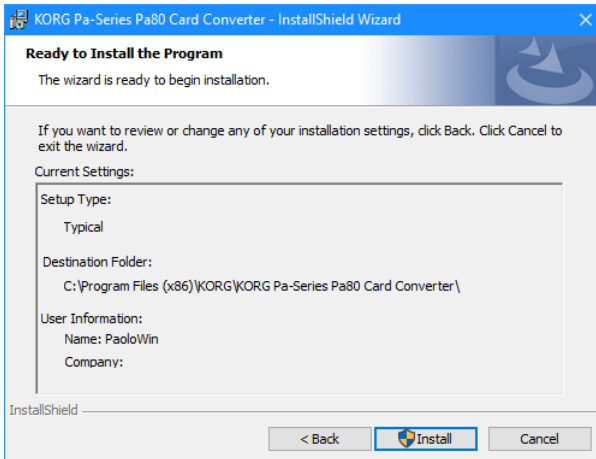 KORG Pa-Series Pa80 Card Converter - InstallShield Wizard
Ready to Install the Program
The wizard is ready to begin installation.
If you want to review or change any of your installation settings, click Back. Click Cancel to
exit the wizard.
Current Settings:
Setup Type:
Typical
Destination Folder:
C:\Program Files (x86)\KORG\KORG Pa-Series Pa80 Card Converter\
User Information:
Name: PaoloWin
Company:
InstallShield
< Back
Install
Cancel